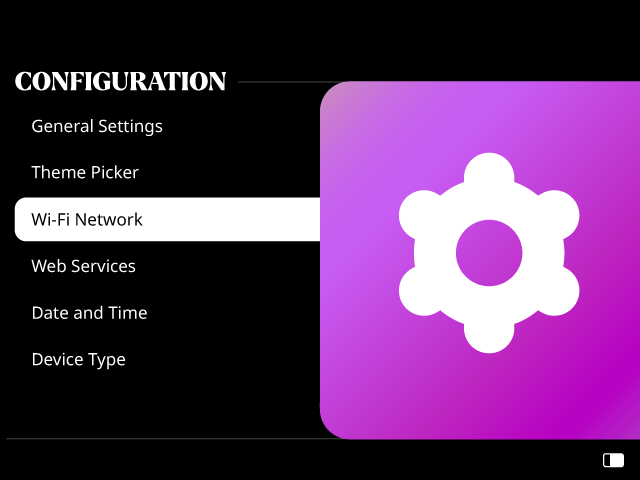 CONFIGURATION
General Settings
Theme Picker
Wi-Fi Network
Web Services
Date and Time
Device Type